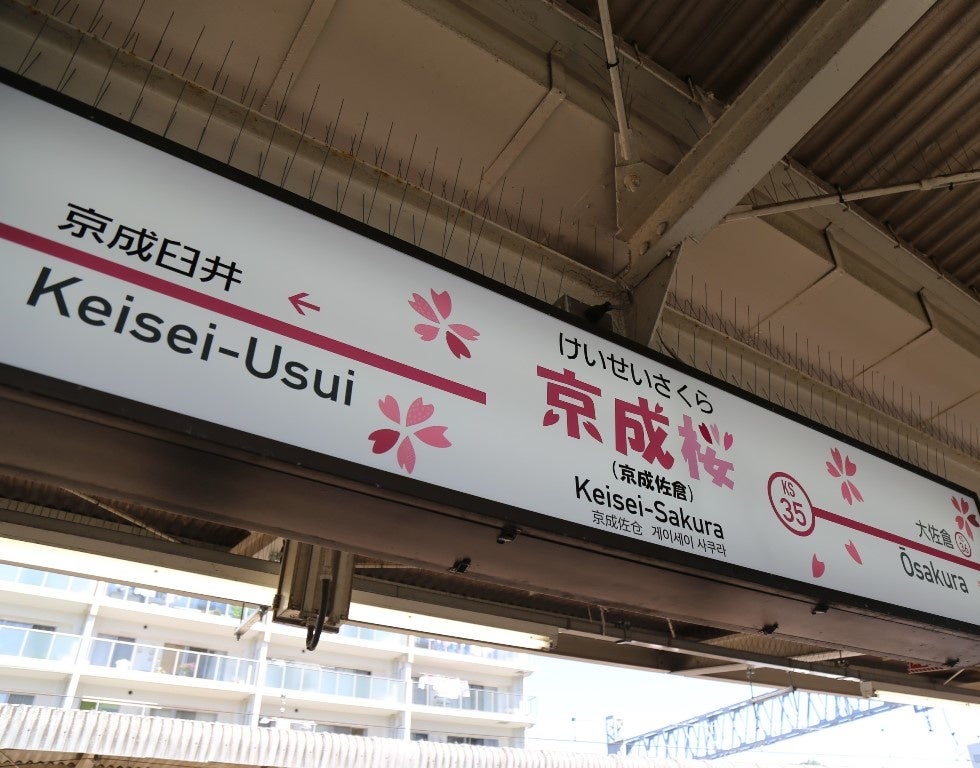 京成臼井
←
Keisei-Usui
けいせいさくら
京成桜
(京成佐倉)
Keisei-Sakura
京成佐仓 게이세이 사쿠라
KS
35
大佐倉
Ōsakura